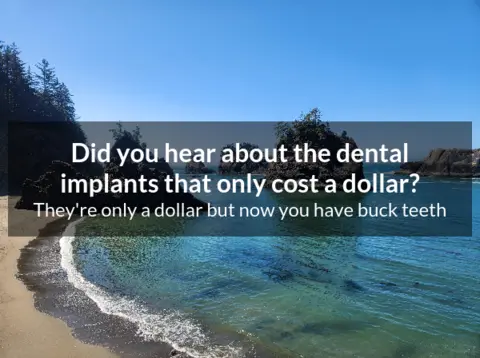 Did you hear about the dental
implants that only cost a dollar?
They're only a dollar but now you have buck teeth